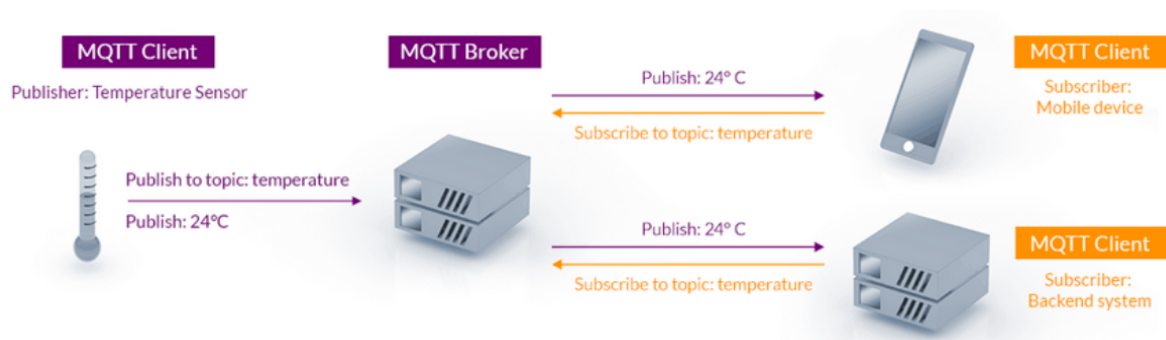 MQTT Client
Publisher: Temperature Sensor
Publish to topic: temperature
Publish: 24°C
MQTT Broker
Publish: 24° C
Subscribe to topic: temperature
MQTT Client
Subscriber:
Mobile device
Publish: 24° C
Subscribe to topic: temperature
MQTT Client
Subscriber:
Backend system